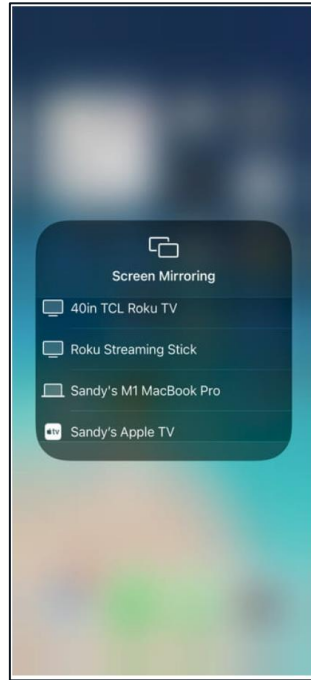 Screen Mirroring
40in TCL Roku TV
Roku Streaming Stick
Sandy's M1 MacBook Pro
tv
Sandy's Apple TV